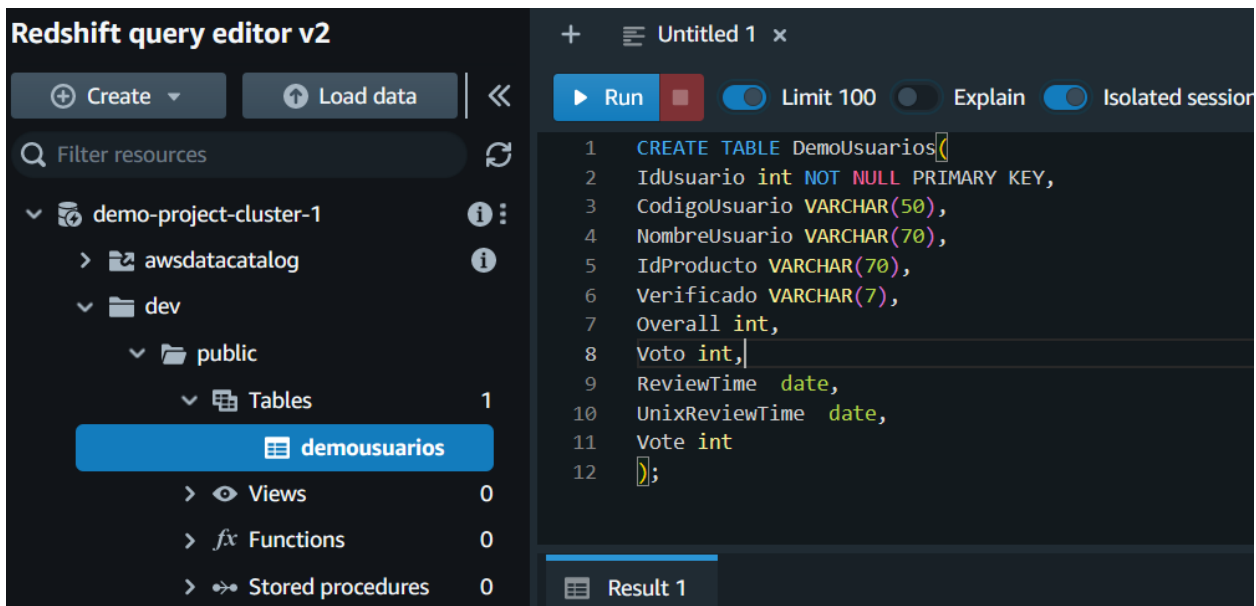 Redshift query editor v2
Create
Load data
Filter resources
demo-project-cluster-1
awsdatacatalog
dev
public
Tables 1
demousuarios
Views 0
fx Functions 0
Stored procedures 0
+ Untitled 1 ×
Run Limit 100 Explain Isolated session
1 CREATE TABLE DemoUsuarios(
2 IdUsuario int NOT NULL PRIMARY KEY,
3 CodigoUsuario VARCHAR(50),
4 NombreUsuario VARCHAR(70),
5 IdProducto VARCHAR(70),
6 Verificado VARCHAR(7),
7 Overall int,
8 Voto int,
9 ReviewTime  date,
10 UnixReviewTime  date,
11 Vote int
12 );
Result 1